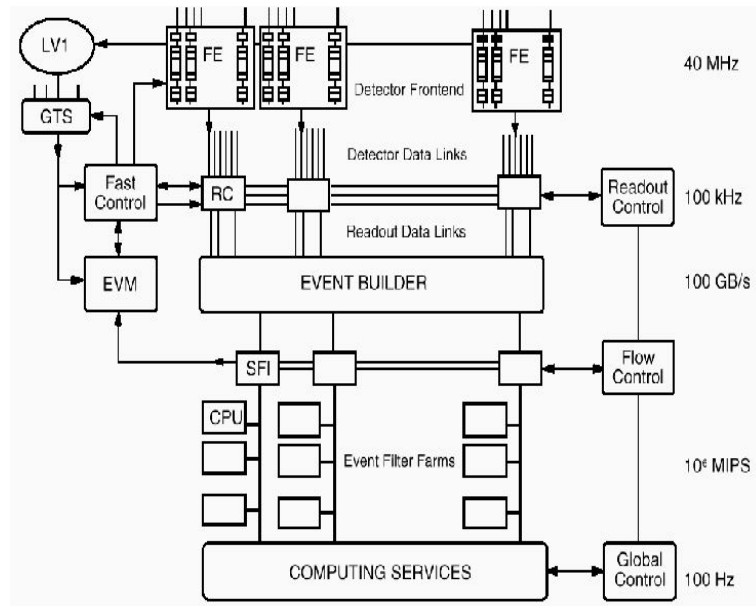 LV1
FE
FE
FE
40 MHz
Detector Frontend
GTS
Detector Data Links
Fast
Control
RC
Readout
Control
100 kHz
Readout Data Links
EVM
EVENT BUILDER
100 GB/s
SFI
Flow
Control
CPU
Event Filter Farms
10⁶ MIPS
COMPUTING SERVICES
Global
Control
100 Hz